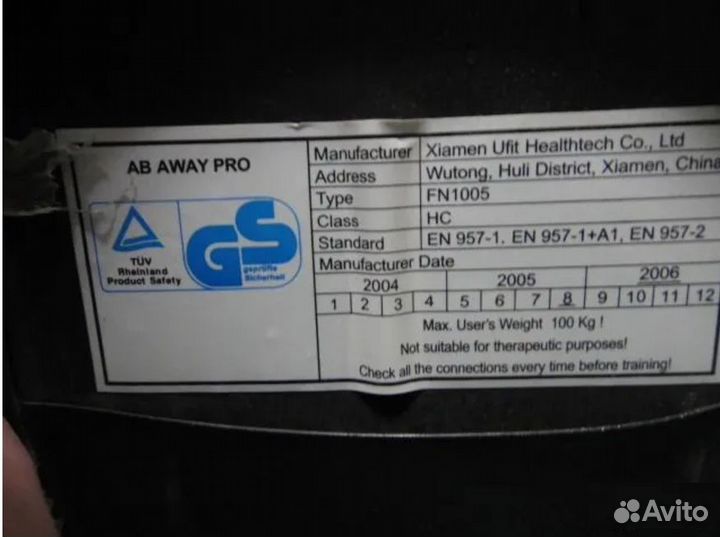 AB AWAY PRO
TÜV
Rheinland
Product Safety
GS
geprüfte
Sicherheit
Manufacturer Xiamen Ufit Healthtech Co., Ltd
Address Wutong, Huli District, Xiamen, China
Type FN1005
Class HC
Standard EN 957-1. EN 957-1+A1, EN 957-2
Manufacturer Date
2004 2005 2006
1 2 3 4 5 6 7 8 9 10 11 12
Max. User's Weight 100 Kg !
Not suitable for therapeutic purposes!
Check all the connections every time before training!
Avito